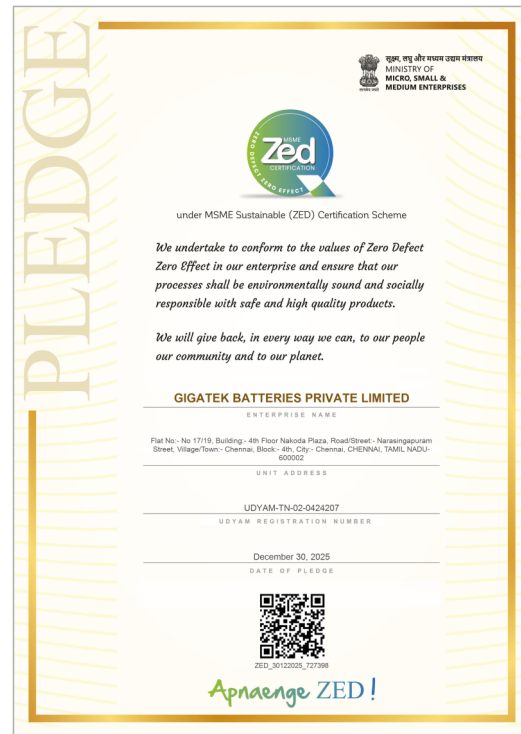 PLEDGE
सूक्ष्म, लघु और मध्यम उद्यम मंत्रालय
MINISTRY OF
MICRO, SMALL &
MEDIUM ENTERPRISES
MSME
Zed
CERTIFICATION
ZERO DEFECT ZERO EFFECT
under MSME Sustainable (ZED) Certification Scheme
We undertake to conform to the values of Zero Defect
Zero Effect in our enterprise and ensure that our
processes shall be environmentally sound and socially
responsible with safe and high quality products.
We will give back, in every way we can, to our people
our community and to our planet.
GIGATEK BATTERIES PRIVATE LIMITED
ENTERPRISE NAME
Flat No:- No 17/19, Building:- 4th Floor Nakoda Plaza, Road/Street:- Narasingapuram
Street, Village/Town:- Chennai, Block:- 4th, City:- Chennai, CHENNAI, TAMIL NADU-
600002
UNIT ADDRESS
UDYAM-TN-02-0424207
UDYAM REGISTRATION NUMBER
December 30, 2025
DATE OF PLEDGE
ZED_30122025_727398
Apnaenge ZED!